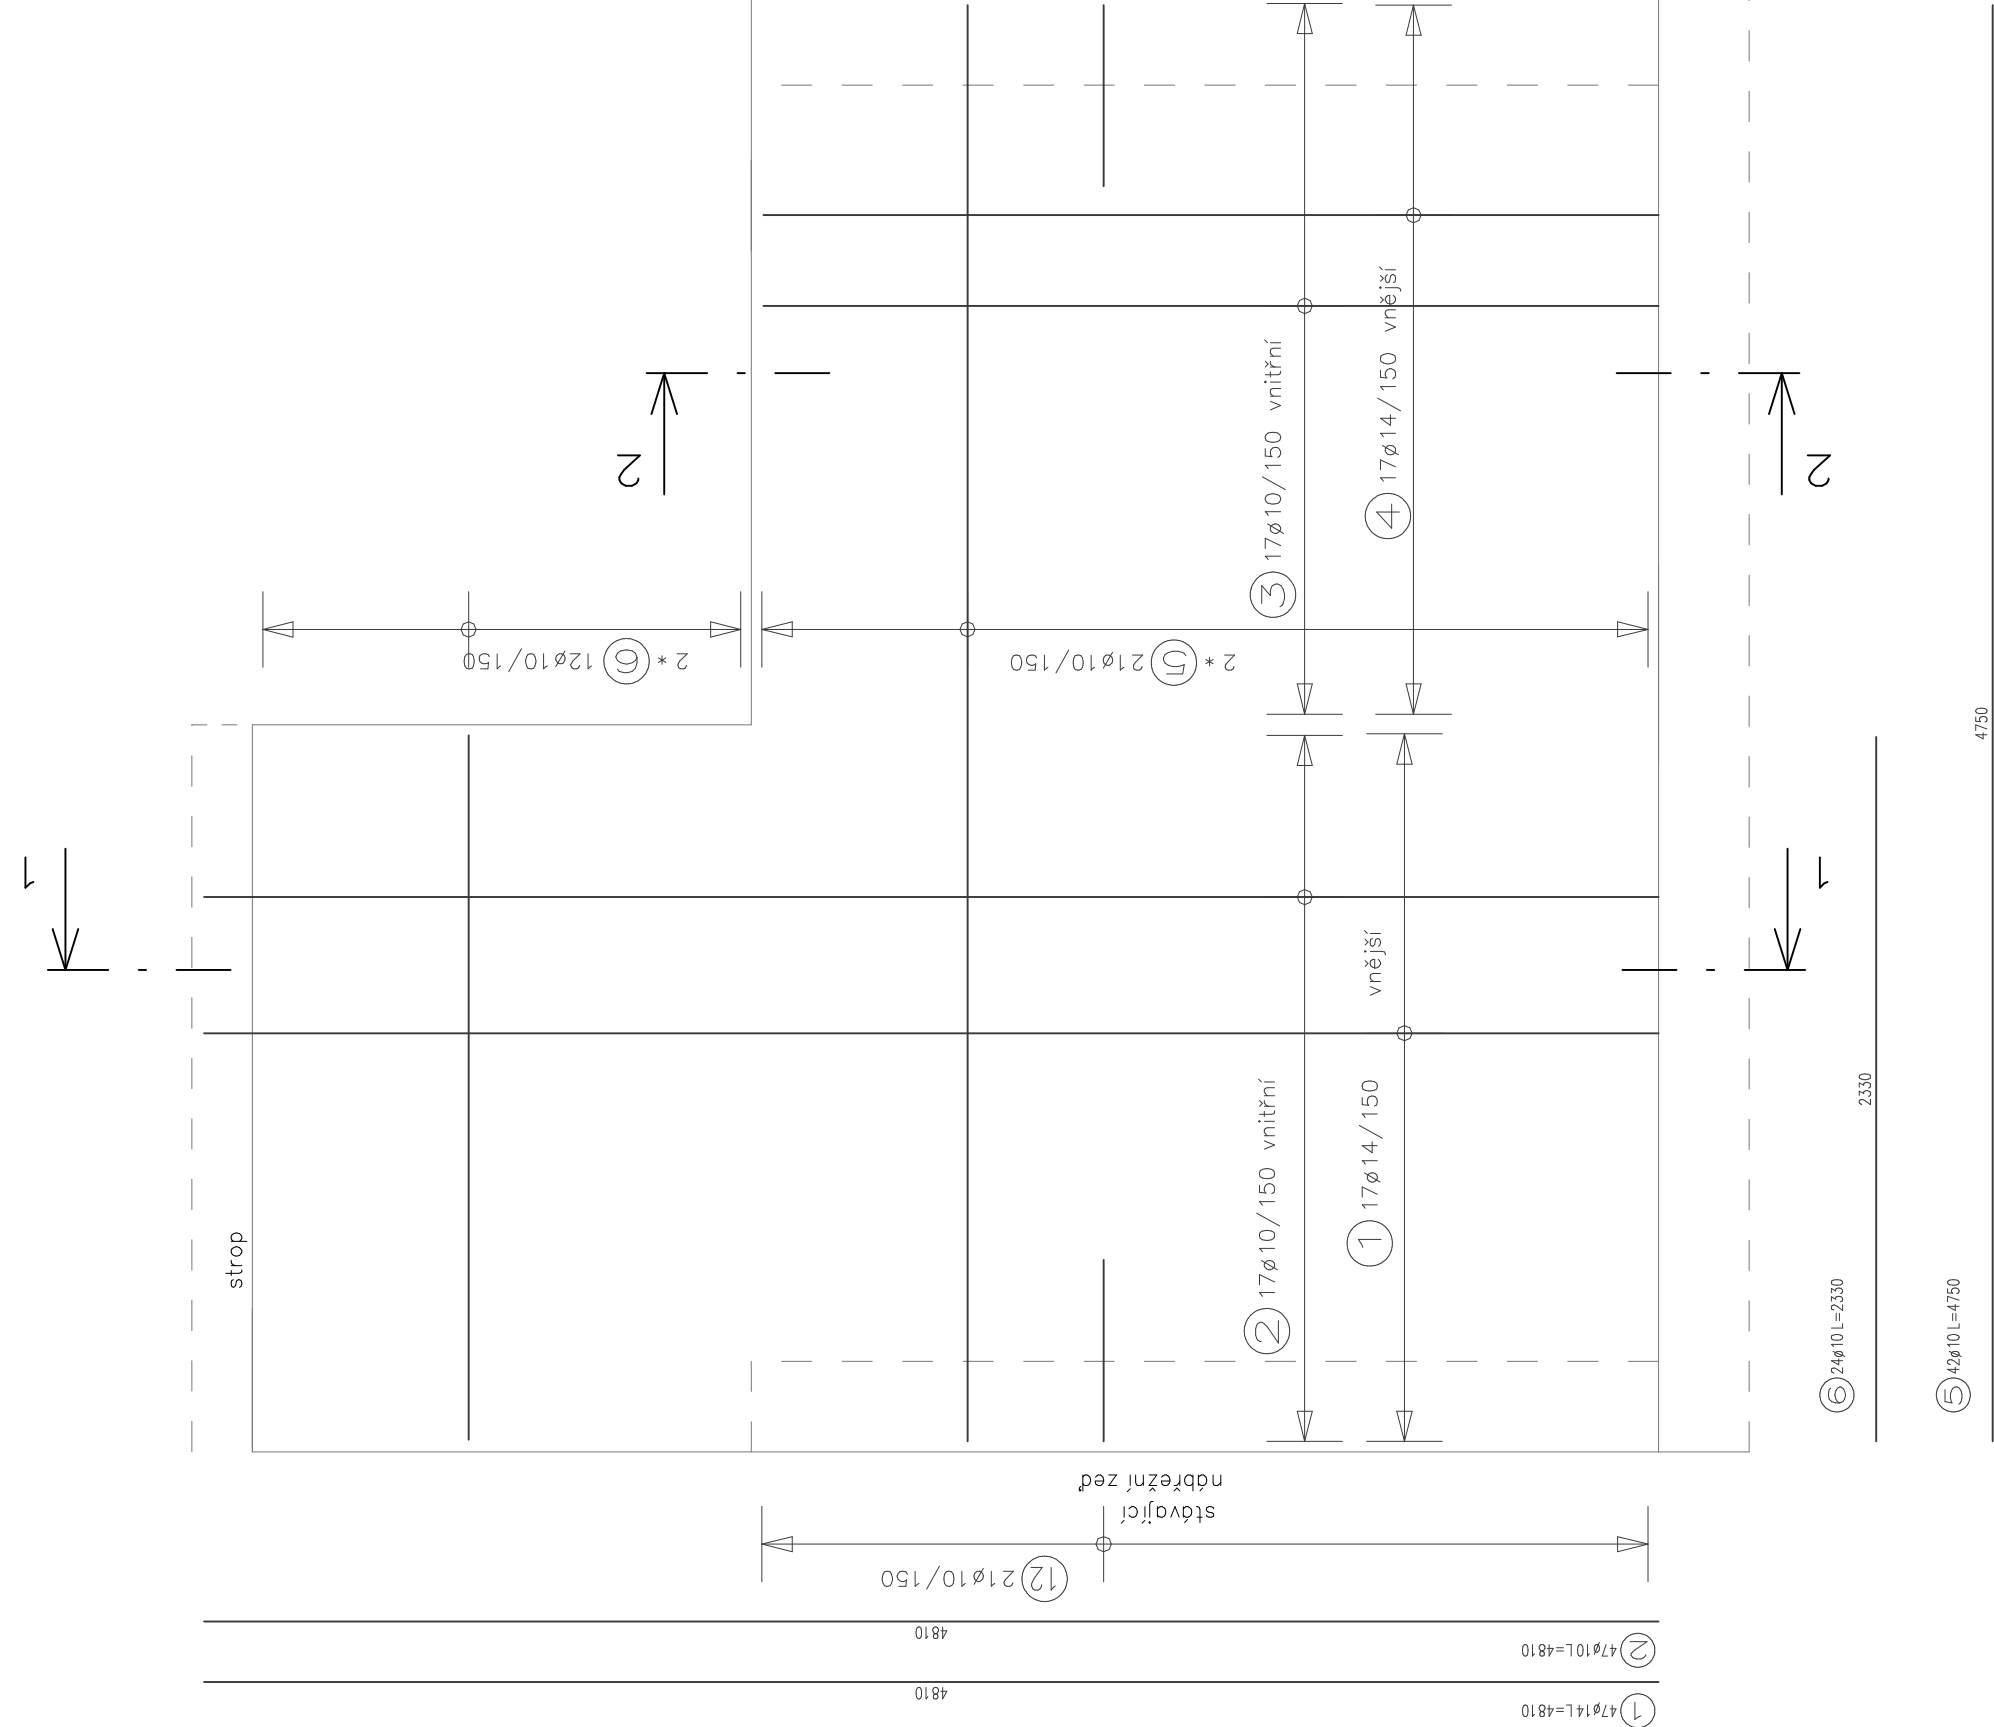 2
2
③ 17ø10/150 vnitřní
④ 17ø14/150 vnější
2 * ⑥ 12ø10/150
2 * ⑤ 21ø10/150
1
1
vnější
② 17ø10/150 vnitřní
① 17ø14/150
strop
4750
2330
⑥ 24ø10 L=2330
⑤ 42ø10 L=4750
stávající
nábřežní zeď
⑫ 21ø10/150
4810
② 47ø10 L=4810
4810
① 47ø14 L=4810